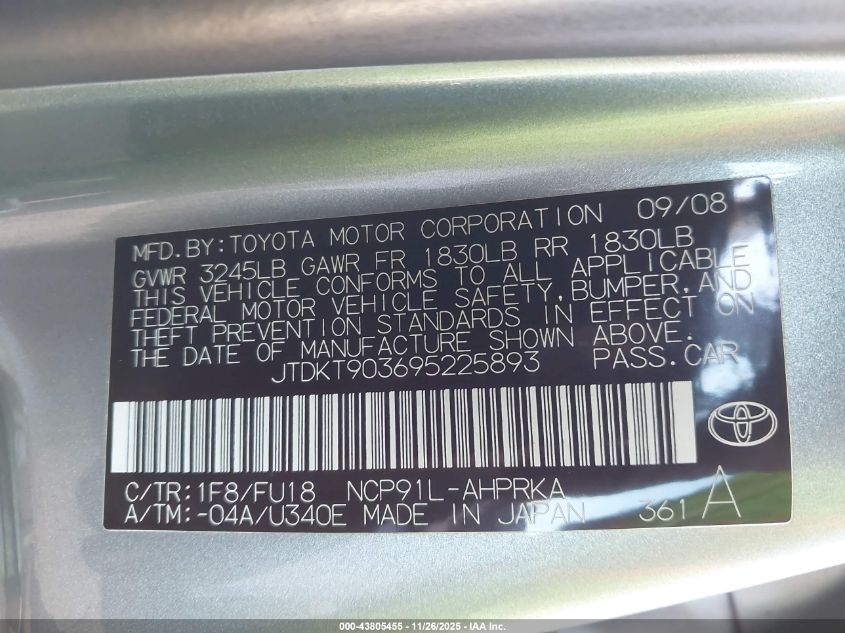 MFD.BY:TOYOTA MOTOR CORPORATION 09/08
GVWR 3245LB GAWR FR 1830LB RR 1830LB
THIS VEHICLE CONFORMS TO ALL APPLICABLE
FEDERAL MOTOR VEHICLE SAFETY,BUMPER,AND
THEFT PREVENTION STANDARDS IN EFFECT ON
THE DATE OF MANUFACTURE SHOWN ABOVE.
JTDKT903695225893 PASS.CAR
C/TR:1F8/FU18 NCP91L-AHPRKA
A/TM:-04A/U340E MADE IN JAPAN 361 A
000-43805455 - 11/26/2025 - IAA Inc.